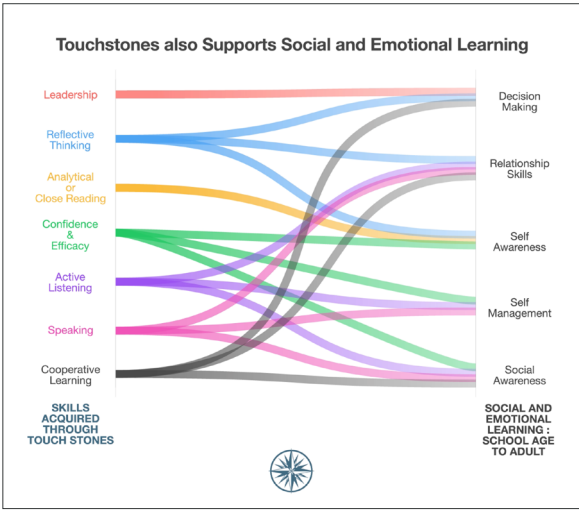 Touchstones also Supports Social and Emotional Learning
Leadership
Reflective
Thinking
Analytical
or
Close Reading
Confidence
&
Efficacy
Active
Listening
Speaking
Cooperative
Learning
SKILLS
ACQUIRED
THROUGH
TOUCH STONES
Decision
Making
Relationship
Skills
Self
Awareness
Self
Management
Social
Awareness
SOCIAL AND
EMOTIONAL
LEARNING :
SCHOOL AGE
TO ADULT